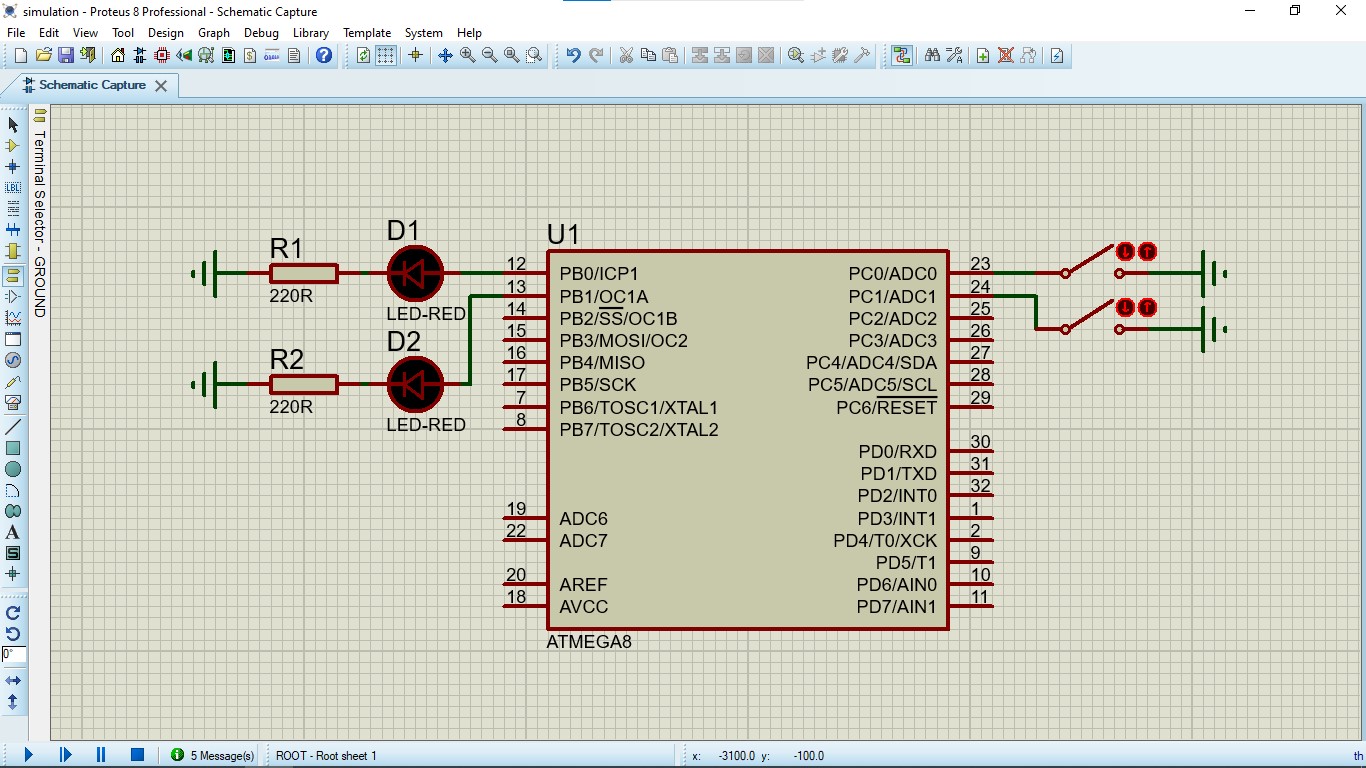 simulation - Proteus 8 Professional - Schematic Capture
File Edit View Tool Design Graph Debug Library Template System Help
Schematic Capture
Terminal Selector - GROUND
LBL
A
S
0°
R1
220R
D1
LED-RED
R2
220R
D2
LED-RED
U1
12 PB0/ICP1
13 PB1/OC1A
14 PB2/SS/OC1B
15 PB3/MOSI/OC2
16 PB4/MISO
17 PB5/SCK
7 PB6/TOSC1/XTAL1
8 PB7/TOSC2/XTAL2
19 ADC6
22 ADC7
20 AREF
18 AVCC
PC0/ADC0 23
PC1/ADC1 24
PC2/ADC2 25
PC3/ADC3 26
PC4/ADC4/SDA 27
PC5/ADC5/SCL 28
PC6/RESET 29
PD0/RXD 30
PD1/TXD 31
PD2/INT0 32
PD3/INT1 1
PD4/T0/XCK 2
PD5/T1 9
PD6/AIN0 10
PD7/AIN1 11
ATMEGA8
5 Message(s) ROOT - Root sheet 1 x: -3100.0 y: -100.0 th